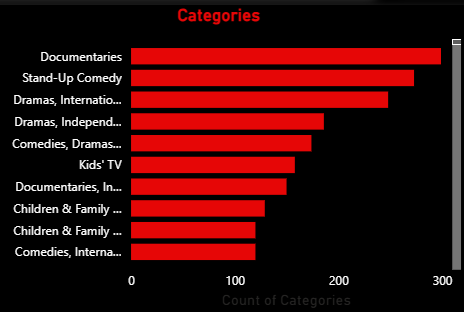 Categories
Documentaries
Stand-Up Comedy
Dramas, Internatio...
Dramas, Independ...
Comedies, Dramas...
Kids' TV
Documentaries, In...
Children & Family ...
Children & Family ...
Comedies, Interna...
0 100 200 300
Count of Categories